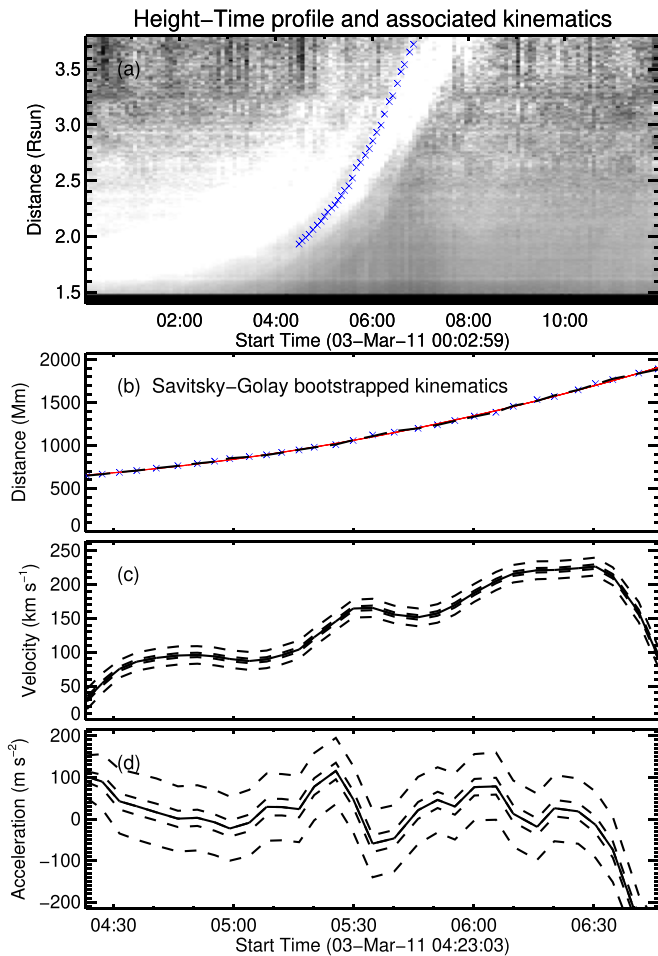 Height−Time profile and associated kinematics
(a)
3.5
3.0
2.5
2.0
1.5
Distance (Rsun)
02:00 04:00 06:00 08:00 10:00
Start Time (03−Mar−11 00:02:59)
(b) Savitsky−Golay bootstrapped kinematics
2000
1500
1000
500
0
Distance (Mm)
(c)
250
200
150
100
50
0
Velocity (km s⁻¹)
(d)
200
100
0
−100
−200
Acceleration (m s⁻²)
04:30 05:00 05:30 06:00 06:30
Start Time (03−Mar−11 04:23:03)